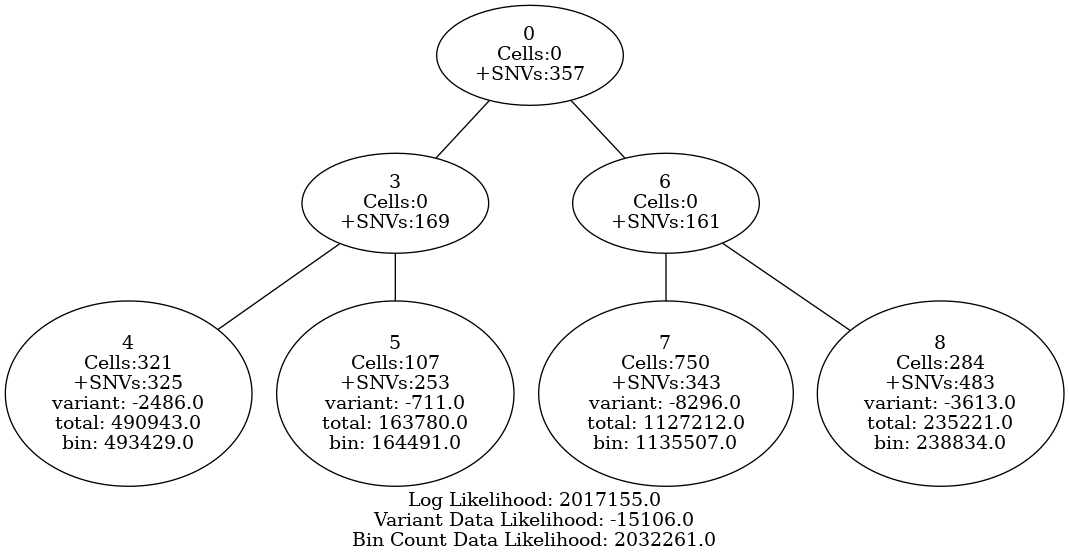 0
Cells:0
+SNVs:357
3
Cells:0
+SNVs:169
6
Cells:0
+SNVs:161
4
Cells:321
+SNVs:325
variant: -2486.0
total: 490943.0
bin: 493429.0
5
Cells:107
+SNVs:253
variant: -711.0
total: 163780.0
bin: 164491.0
7
Cells:750
+SNVs:343
variant: -8296.0
total: 1127212.0
bin: 1135507.0
8
Cells:284
+SNVs:483
variant: -3613.0
total: 235221.0
bin: 238834.0
Log Likelihood: 2017155.0
Variant Data Likelihood: -15106.0
Bin Count Data Likelihood: 2032261.0